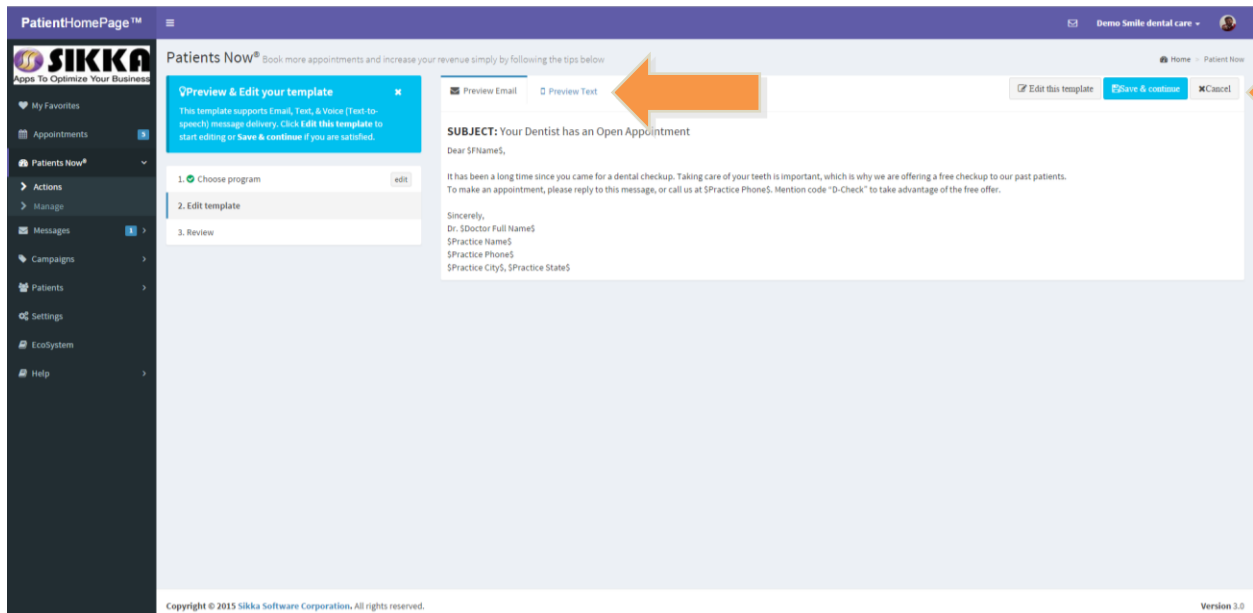 PatientHomePage™
Demo Smile dental care
SIKKA
Apps To Optimize Your Business
My Favorites
Appointments 5
Patients Now®
Actions
Manage
Messages 1
Campaigns
Patients
Settings
EcoSystem
Help
Patients Now® Book more appointments and increase your revenue simply by following the tips below
Home > Patient Now
Preview & Edit your template
This template supports Email, Text, & Voice (Text-to-
speech) message delivery. Click Edit this template to
start editing or Save & continue if you are satisfied.
1. Choose program edit
2. Edit template
3. Review
Preview Email Preview Text
Edit this template Save & continue Cancel
SUBJECT: Your Dentist has an Open Appointment
Dear $FName$,
It has been a long time since you came for a dental checkup. Taking care of your teeth is important, which is why we are offering a free checkup to our past patients.
To make an appointment, please reply to this message, or call us at $Practice Phone$. Mention code “D-Check” to take advantage of the free offer.
Sincerely,
Dr. $Doctor Full Name$
$Practice Name$
$Practice Phone$
$Practice City$, $Practice State$
Copyright © 2015 Sikka Software Corporation. All rights reserved.
Version 3.0